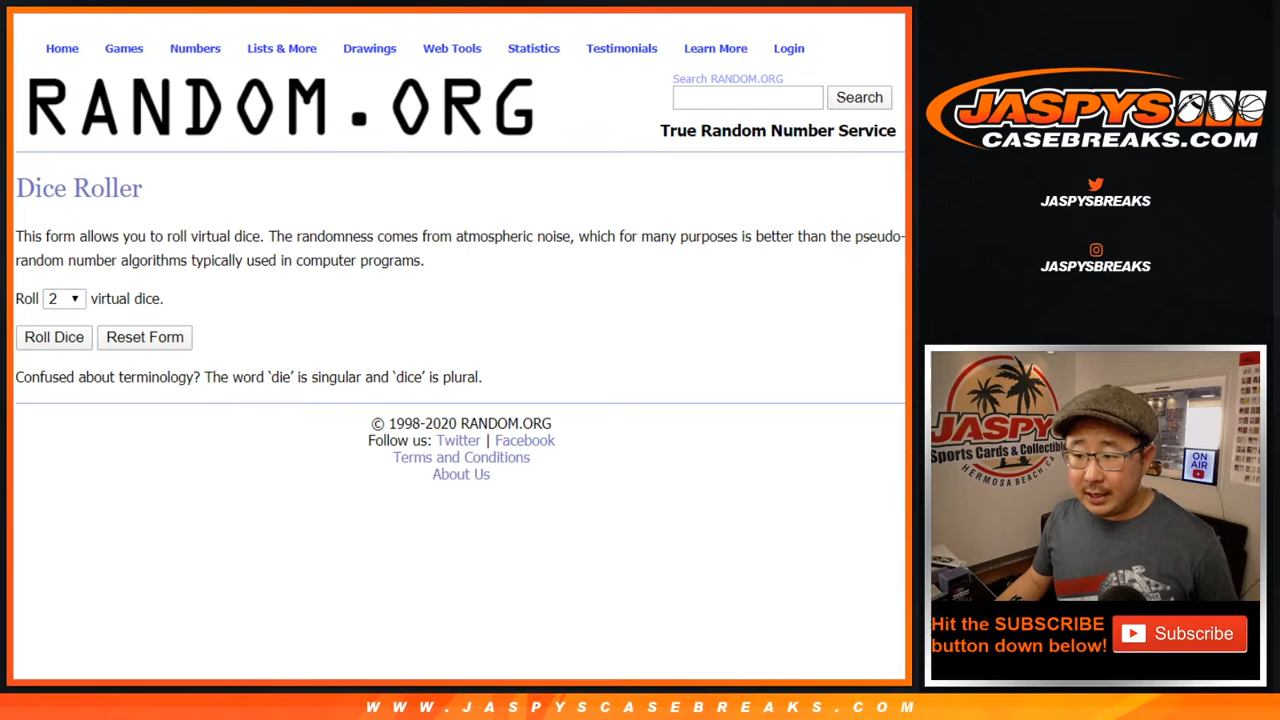 Home Games Numbers Lists & More Drawings Web Tools Statistics Testimonials Learn More Login
RANDOM.ORG
Search RANDOM.ORG
Search
True Random Number Service
Dice Roller
This form allows you to roll virtual dice. The randomness comes from atmospheric noise, which for many purposes is better than the pseudo-
random number algorithms typically used in computer programs.
Roll 2 virtual dice.
Roll Dice Reset Form
Confused about terminology? The word ‘die’ is singular and ‘dice’ is plural.
© 1998-2020 RANDOM.ORG
Follow us: Twitter | Facebook
Terms and Conditions
About Us
JASPYS
CASEBREAKS.COM
JASPYSBREAKS
JASPYSBREAKS
JASPYS
Sports Cards & Collectibles
HERMOSA BEACH, CA
ON
AIR
Hit the SUBSCRIBE
button down below!
Subscribe
WWW.JASPYSCASEBREAKS.COM